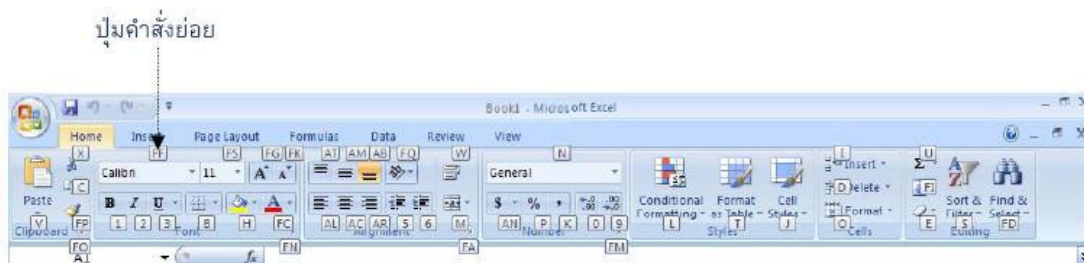 ปุ่มคำสั่งย่อย
Book1 - Microsoft Excel
Home Insert Page Layout Formulas Data Review View
X FF FS FG FK AT AM AB FQ W N I U
Calibri 11 A A General Insert Σ
C D Delete FI
Paste B I U A $ % , Conditional Format Cell Format Sort & Find &
Formatting as Table Styles Filter Select
V FP 1 2 3 B H FC AL AC AR 5 6 M AN P K 0 9 L T J O E S FD
Clipboard Font Alignment Number Styles Cells Editing
FO FN FA FM
A1 fx